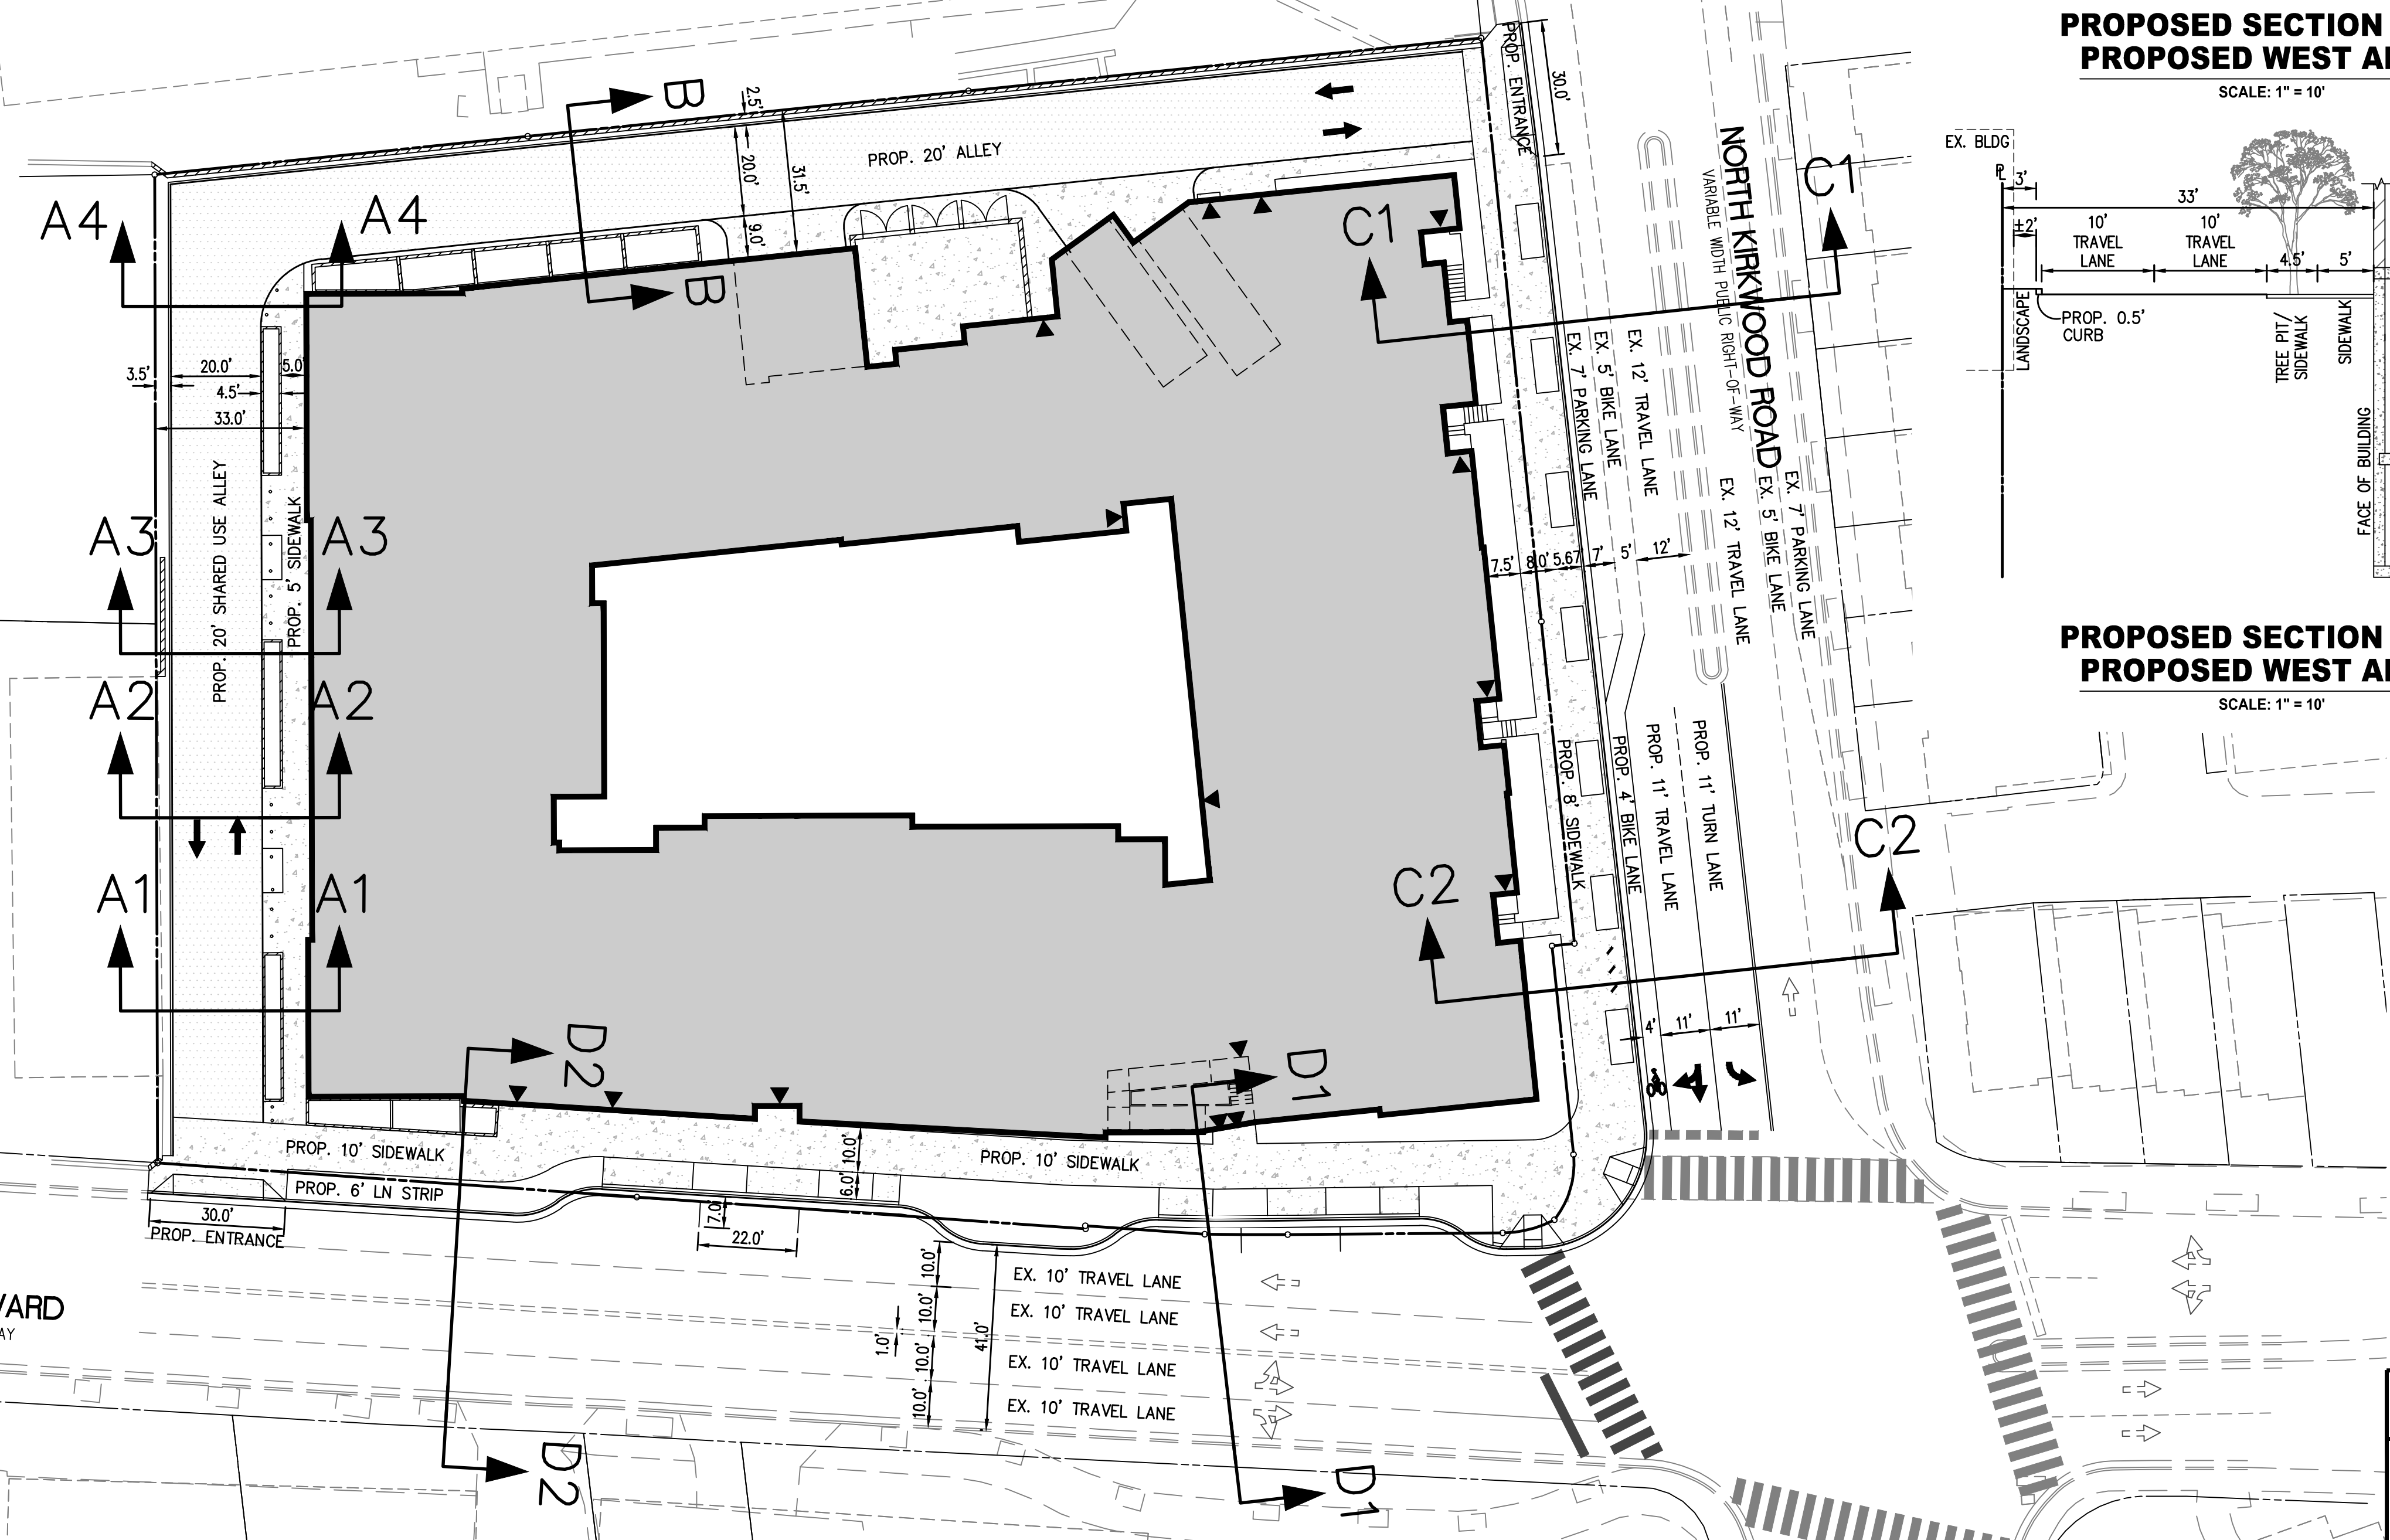 PROPOSED SECTION
PROPOSED WEST
SCALE: 1" = 10'
EX. BLDG
3'
33'
±2'
10'
TRAVEL
LANE
10'
TRAVEL
LANE
4.5'
5'
LANDSCAPE
PROP. 0.5'
CURB
TREE PIT/
SIDEWALK
SIDEWALK
FACE OF BUILDING
PROPOSED SECTION
PROPOSED WEST
SCALE: 1" = 10'
PROP. ENTRANCE
30.0'
B
2.5'
20.0'
31.5'
9.0'
PROP. 20' ALLEY
B
A4
A4
C1
C1
NORTH KIRKWOOD ROAD
VARIABLE WIDTH PUBLIC RIGHT-OF-WAY
EX. 7' PARKING LANE
EX. 5' BIKE LANE
EX. 12' TRAVEL LANE
EX. 12' TRAVEL LANE
EX. 5' BIKE LANE
EX. 7' PARKING LANE
3.5'
20.0'
5.0'
4.5'
33.0'
PROP. 20' SHARED USE ALLEY
PROP. 5' SIDEWALK
A3
A3
7.5'
8.0'
5.67'
7'
5'
12'
A2
A2
PROP. 8' SIDEWALK
PROP. 4' BIKE LANE
PROP. 11' TRAVEL LANE
PROP. 11' TURN LANE
A1
A1
C2
C2
4'
11'
11'
D2
D1
PROP. 10' SIDEWALK
10.0'
PROP. 10' SIDEWALK
6.0'
PROP. 6' LN STRIP
30.0'
PROP. ENTRANCE
7.0'
22.0'
10.0'
10.0'
1.0'
10.0'
10.0'
41.0'
EX. 10' TRAVEL LANE
EX. 10' TRAVEL LANE
EX. 10' TRAVEL LANE
EX. 10' TRAVEL LANE
D2
D1